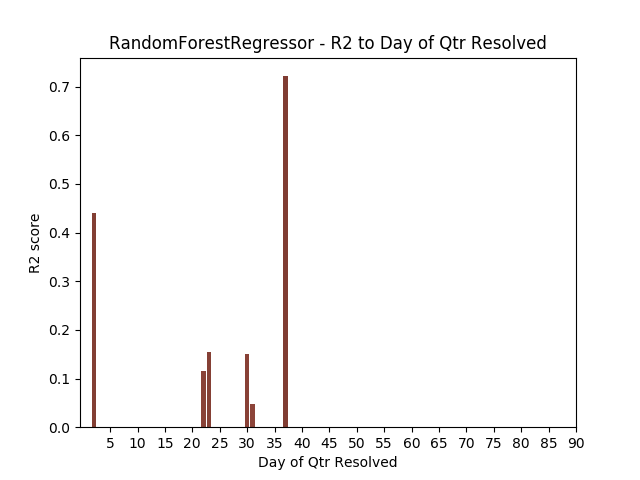 RandomForestRegressor - R2 to Day of Qtr Resolved
0.7
0.6
0.5
0.4
0.3
0.2
0.1
0.0
R2 score
5 10 15 20 25 30 35 40 45 50 55 60 65 70 75 80 85 90
Day of Qtr Resolved